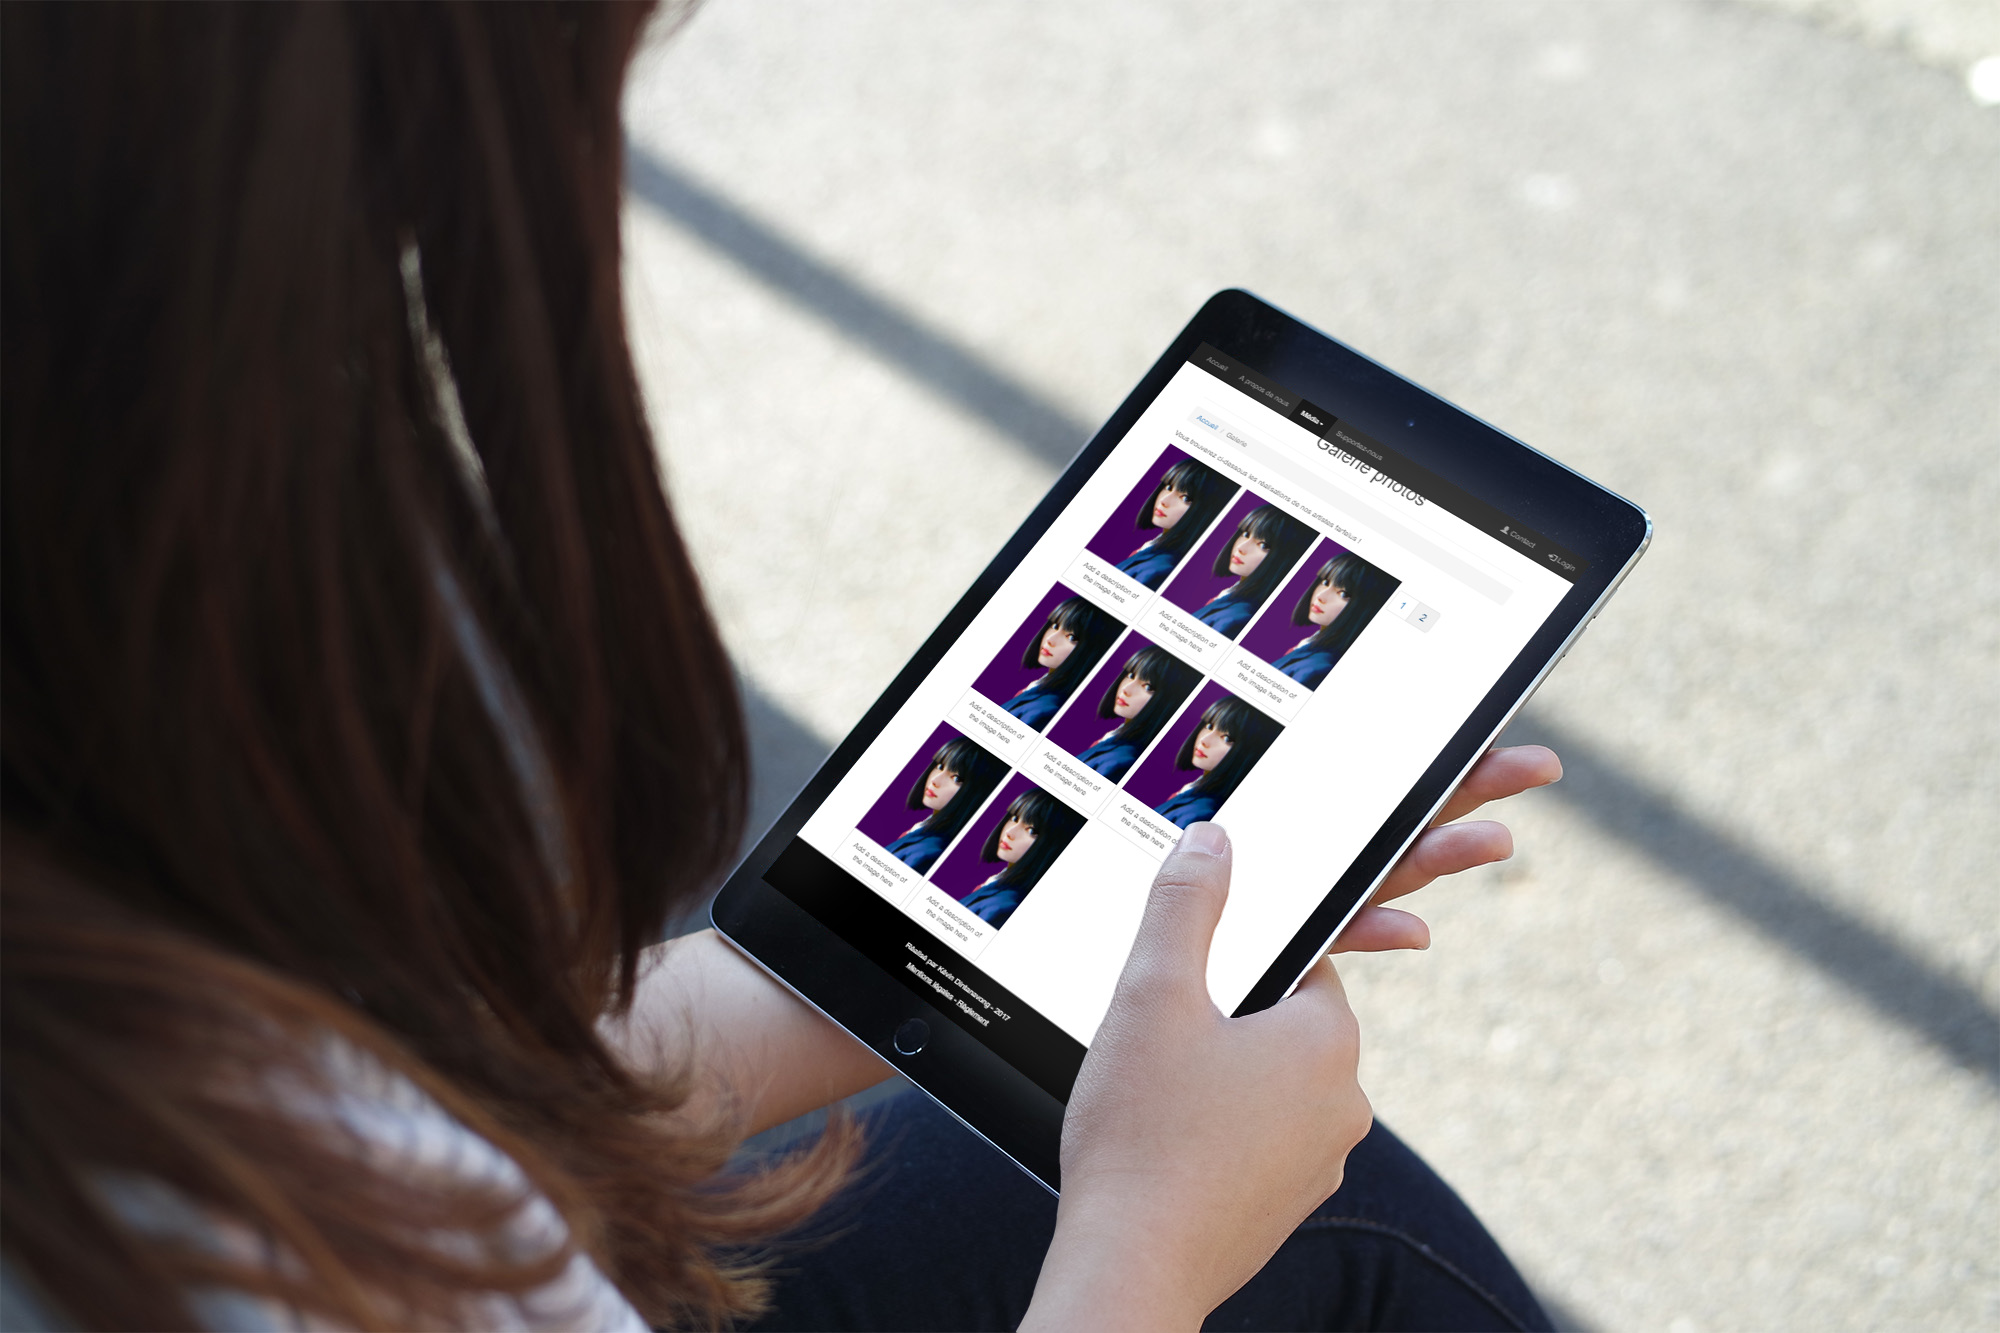 Accueil
A propos de nous
Média
Supportez-nous
Contact
Login
Galerie photos
Accueil / Galerie
Vous trouverez ci-dessous les réalisations de nos artistes farfelus !
Add a description of
the image here
Add a description of
the image here
Add a description of
the image here
1
2
Add a description of
the image here
Add a description of
the image here
Add a description of
the image here
Add a description of
the image here
Add a description of
the image here
Réalisé par Kévin Dintanavong - 2017
Mentions légales - Règlement